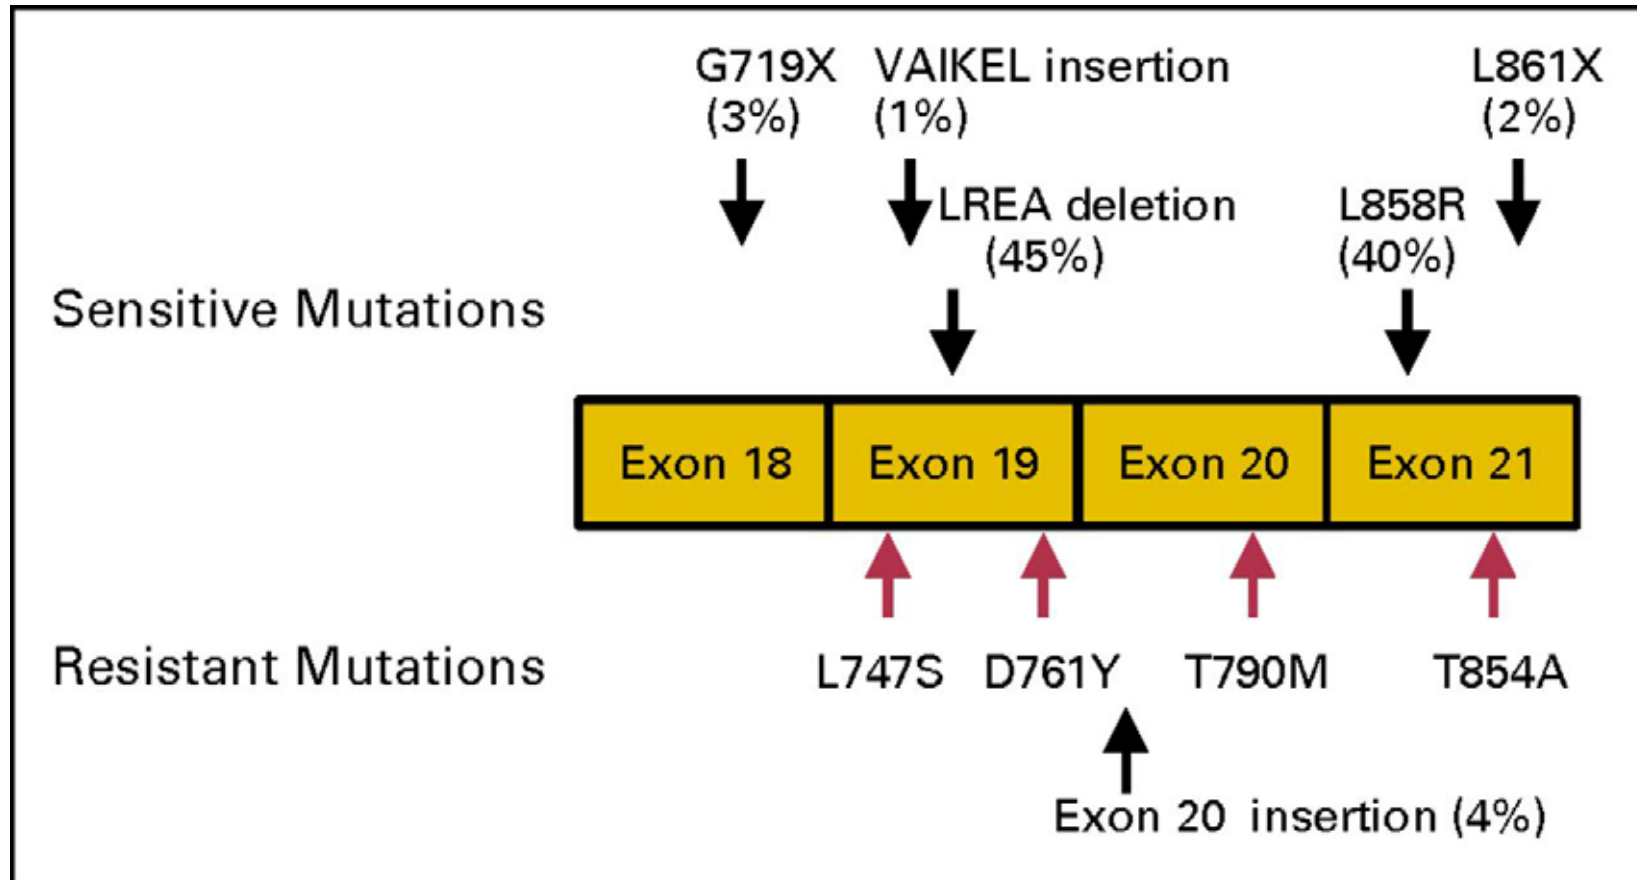 G719X VAIKEL insertion L861X
(3%) (1%) (2%)
LREA deletion L858R
(45%) (40%)
Sensitive Mutations
Exon 18 Exon 19 Exon 20 Exon 21
Resistant Mutations L747S D761Y T790M T854A
Exon 20 insertion (4%)